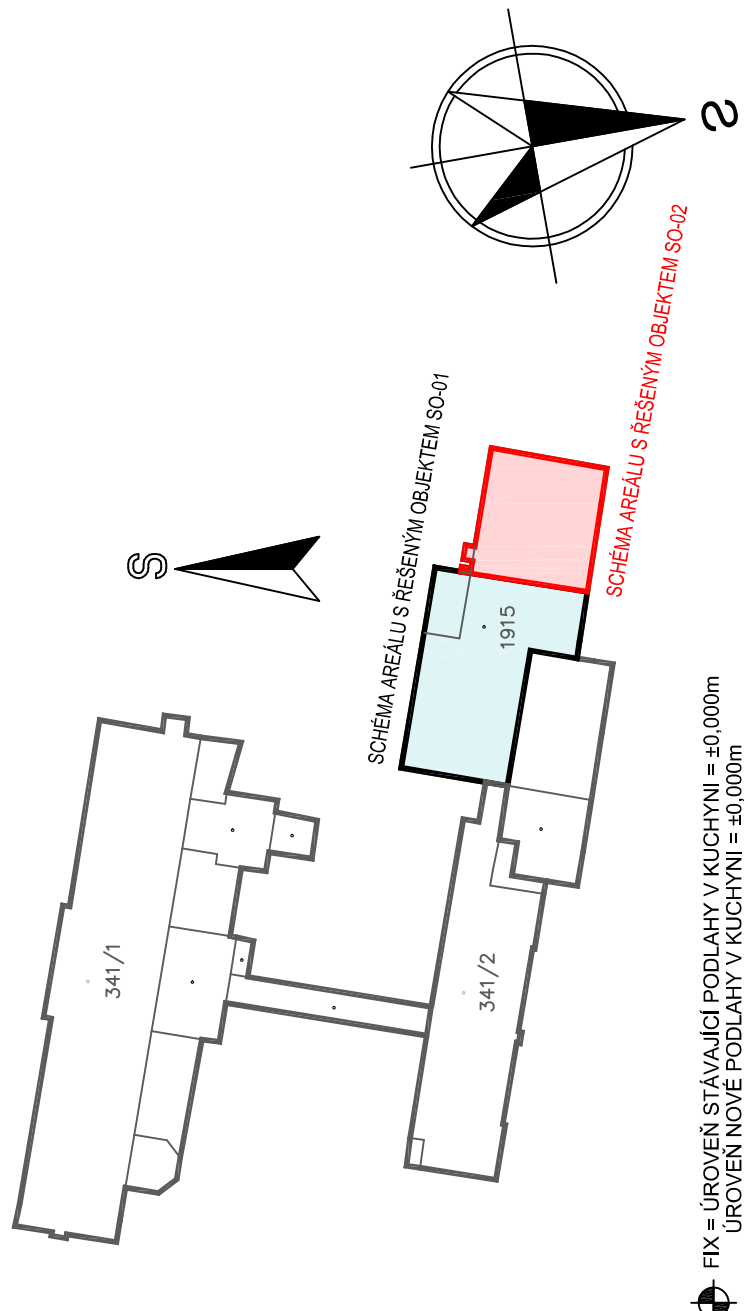 S
S
SCHÉMA AREÁLU S ŘEŠENÝM OBJEKTEM SO-01
SCHÉMA AREÁLU S ŘEŠENÝM OBJEKTEM SO-02
1915
341/1
341/2
FIX = ÚROVEŇ STÁVAJÍCÍ PODLAHY V KUCHYNI = ±0,000m
ÚROVEŇ NOVÉ PODLAHY V KUCHYNI = ±0,000m